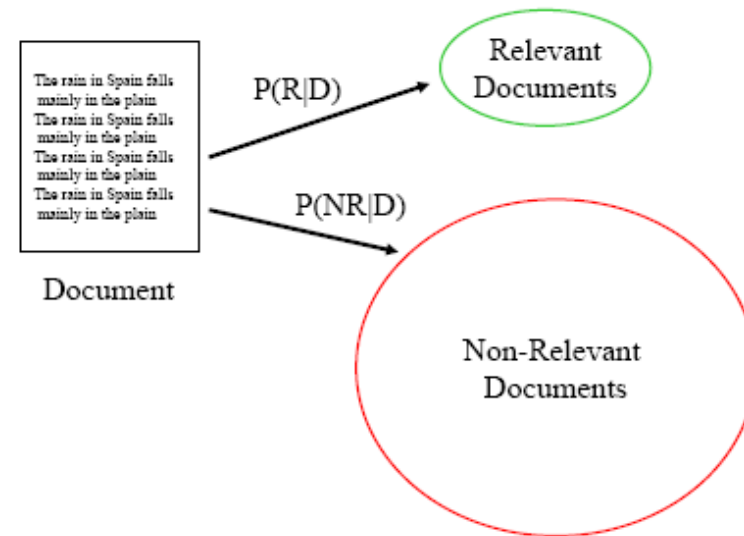 The rain in Spain falls
mainly in the plain
The rain in Spain falls
mainly in the plain
The rain in Spain falls
mainly in the plain
The rain in Spain falls
mainly in the plain
Document
P(R|D)
Relevant
Documents
P(NR|D)
Non-Relevant
Documents